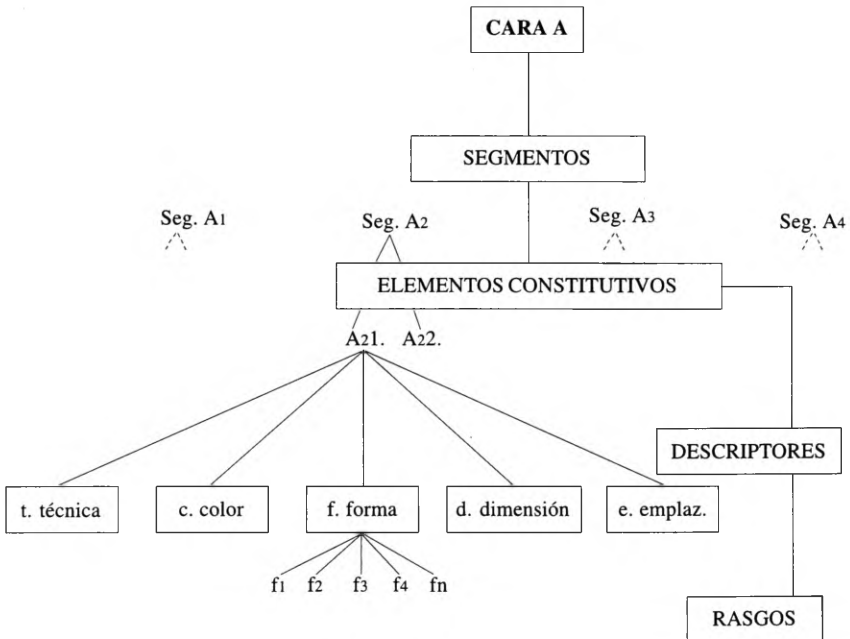 CARA A
SEGMENTOS
Seg. A1 Seg. A2 Seg. A3 Seg. A4
ELEMENTOS CONSTITUTIVOS
A21. A22.
DESCRIPTORES
t. técnica c. color f. forma d. dimensión e. emplaz.
f1 f2 f3 f4 fn
RASGOS